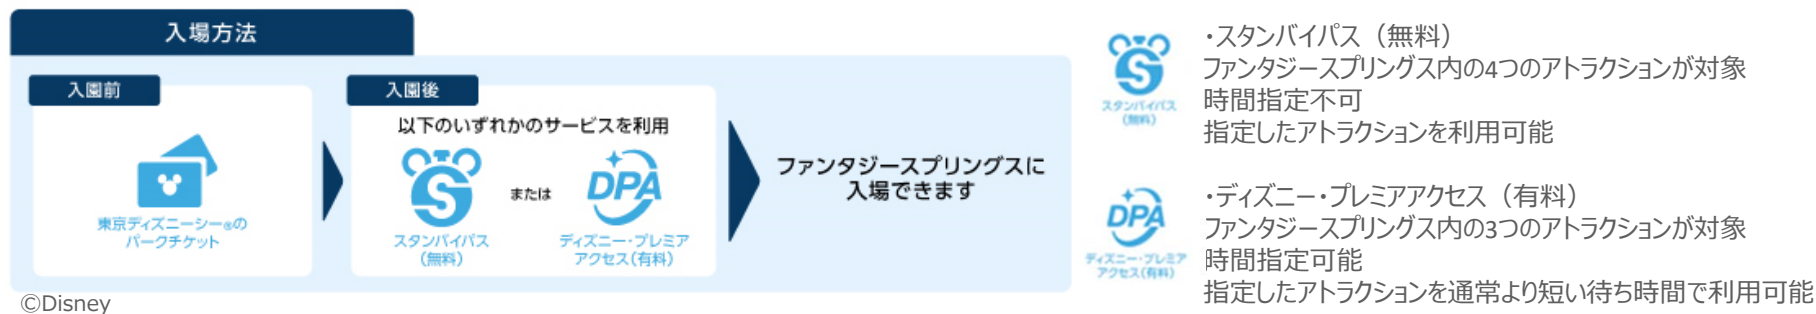 入場方法
入園前
東京ディズニーシー®の
パークチケット
入園後
以下のいずれかのサービスを利用
S
スタンバイパス
(無料)
または
DPA
ディズニー・プレミア
アクセス(有料)
ファンタジースプリングスに
入場できます
©Disney
S
スタンバイパス
(無料)
・スタンバイパス（無料）
ファンタジースプリングス内の4つのアトラクションが対象
時間指定不可
指定したアトラクションを利用可能
DPA
ディズニー・プレミア
アクセス(有料)
・ディズニー・プレミアアクセス（有料）
ファンタジースプリングス内の3つのアトラクションが対象
時間指定可能
指定したアトラクションを通常より短い待ち時間で利用可能